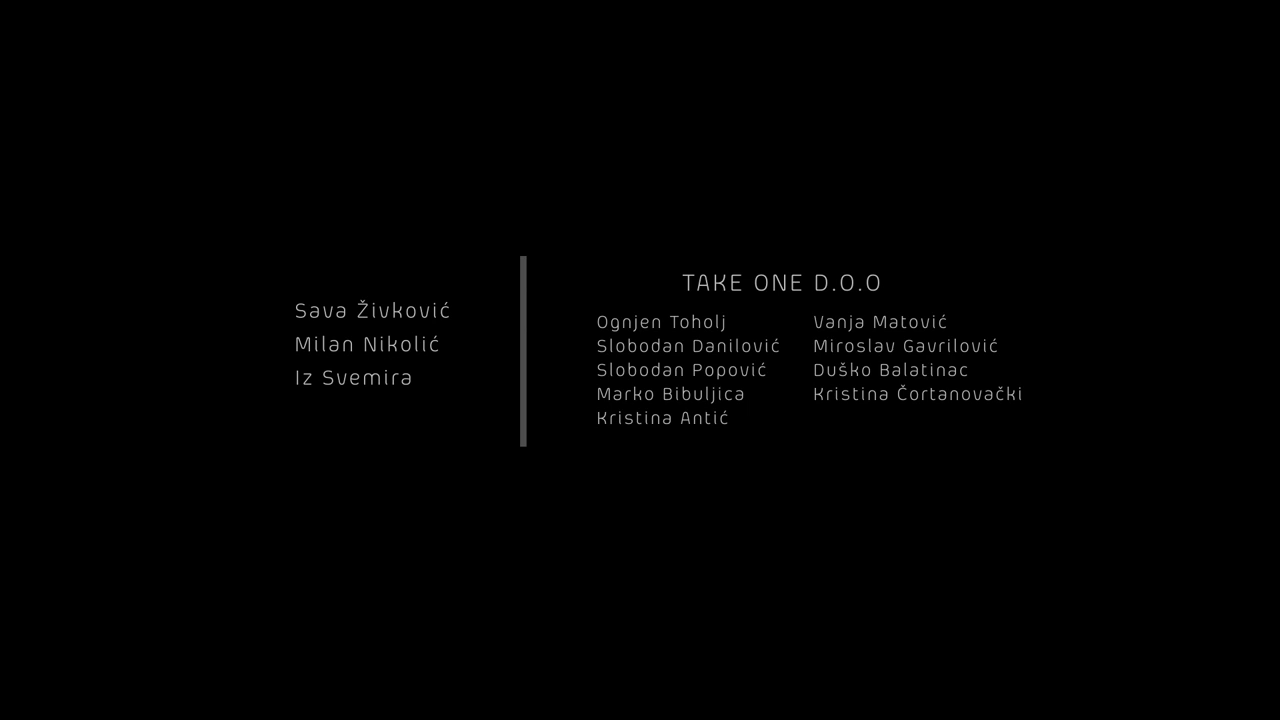 Sava Živković
Milan Nikolić
Iz Svemira
TAKE ONE D.O.O
Ognjen Toholj
Slobodan Danilović
Slobodan Popović
Marko Bibuljica
Kristina Antić
Vanja Matović
Miroslav Gavrilović
Duško Balatinac
Kristina Čortanovački